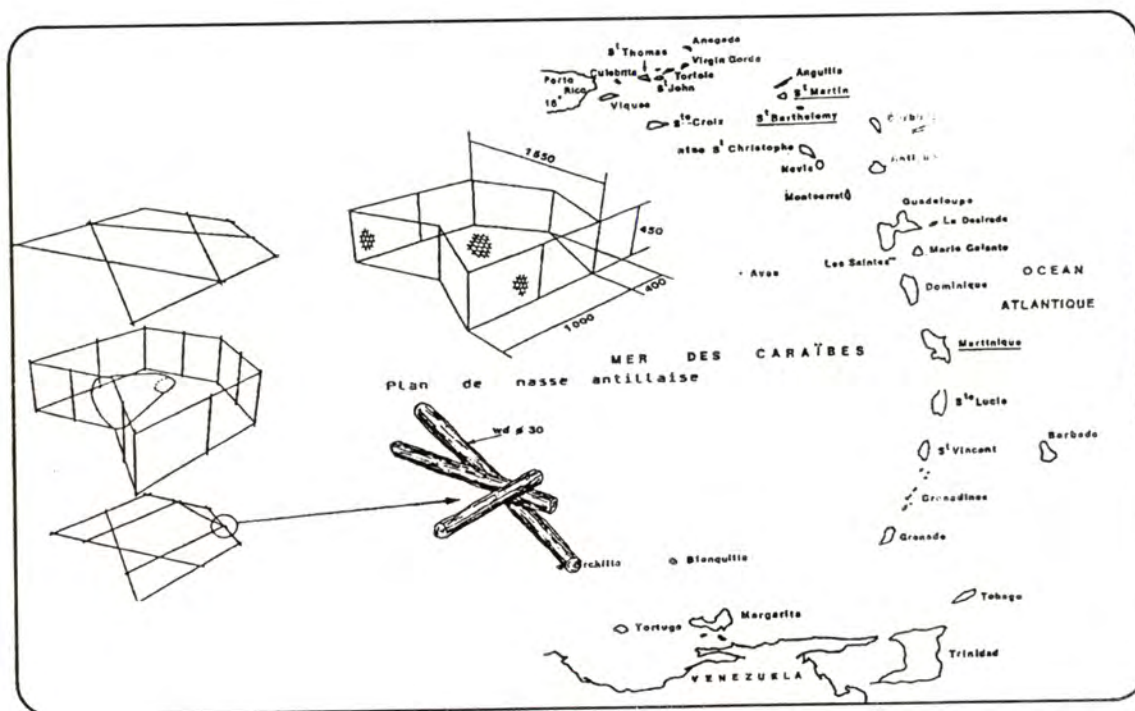 Anegada
St Thomas
Virgin Gorda
Culebrita
Tortola
Porto
Rico
St John
Anguilla
18°
St Martin
Viques
Ste Croix
St Barthelemy
St Christophe
Nevis
Montserrat
1650
450
400
1000
Guadeloupe
La Desirade
Marie Galante
Les Saintes
Aves
OCEAN
Dominique
ATLANTIQUE
MER DES CARAÏBES
Martinique
Plan de nasse antillaise
Ste Lucie
wd ø 30
St Vincent
Barbade
Grenadines
Grenade
Blanquilla
Tobago
Margarita
Tortuga
Trinidad
VENEZUELA